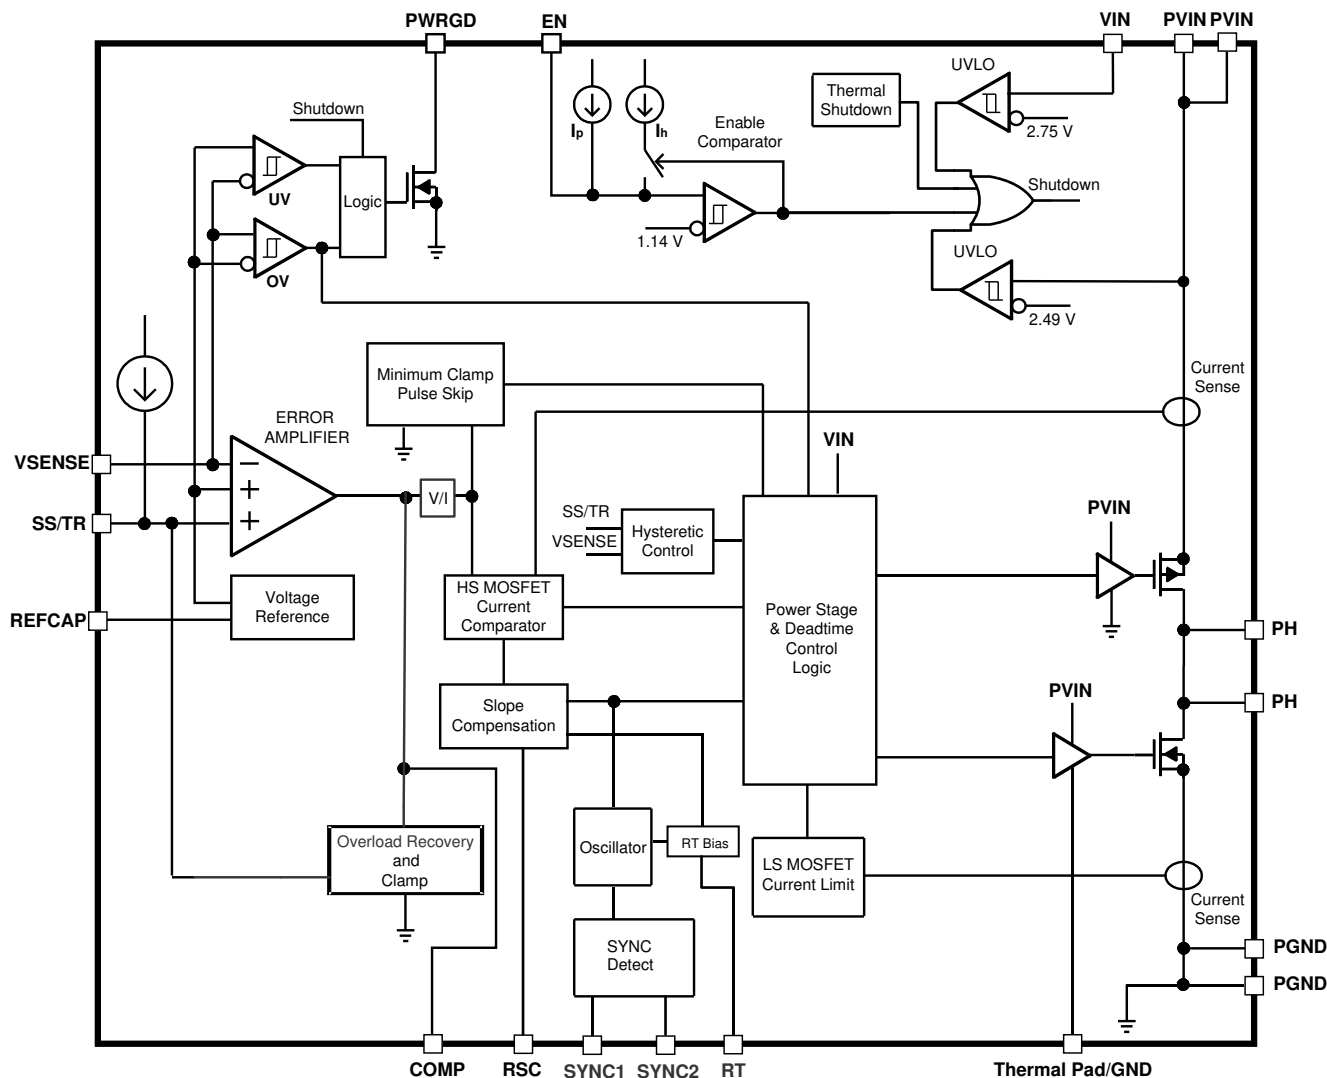 PWRGD
EN
VIN
PVIN PVIN
UVLO
Thermal
Shutdown
Shutdown
Ip
Ih
Enable
Comparator
2.75 V
UV
Logic
Shutdown
1.14 V
UVLO
OV
2.49 V
Minimum Clamp
Pulse Skip
Current
Sense
ERROR
AMPLIFIER
VIN
VSENSE
−
+
+
V/I
SS/TR
SS/TR
VSENSE
Hysteretic
Control
PVIN
Voltage
Reference
REFCAP
HS MOSFET
Current
Comparator
Power Stage
& Deadtime
Control
Logic
PH
PVIN
PH
Slope
Compensation
Overload Recovery
and
Clamp
Oscillator
RT Bias
LS MOSFET
Current Limit
Current
Sense
SYNC
Detect
PGND
PGND
COMP
RSC
SYNC1
SYNC2
RT
Thermal Pad/GND